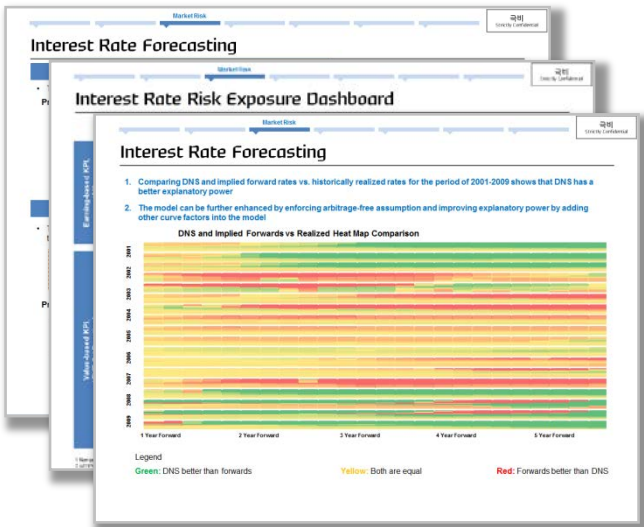 Market Risk
극비
Strictly Confidential
Interest Rate Forecasting
Market Risk
극비
Strictly Confidential
Interest Rate Risk Exposure Dashboard
Earning-based KPI,
Value-based KPI,
Market Risk
극비
Strictly Confidential
Interest Rate Forecasting
1. Comparing DNS and implied forward rates vs. historically realized rates for the period of 2001-2009 shows that DNS has a
better explanatory power
2. The model can be further enhanced by enforcing arbitrage-free assumption and improving explanatory power by adding
other curve factors into the model
DNS and Implied Forwards vs Realized Heat Map Comparison
2001
2002
2003
2004
2005
2006
2007
2008
2009
1 Year Forward 2 Year Forward 3 Year Forward 4 Year Forward 5 Year Forward
Legend
Green: DNS better than forwards Yellow: Both are equal Red: Forwards better than DNS